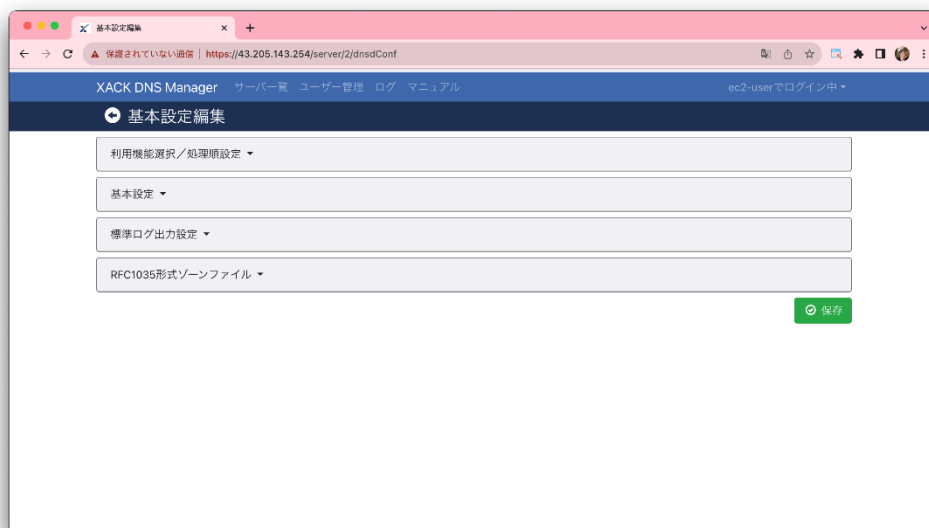 基本設定編集
保護されていない通信 | https://43.205.143.254/server/2/dnsdConf
XACK DNS Manager サーバー覧 ユーザー管理 ログ マニュアル ec2-userでログイン中
基本設定編集
利用機能選択／処理順設定
基本設定
標準ログ出力設定
RFC1035形式ゾーンファイル
保存